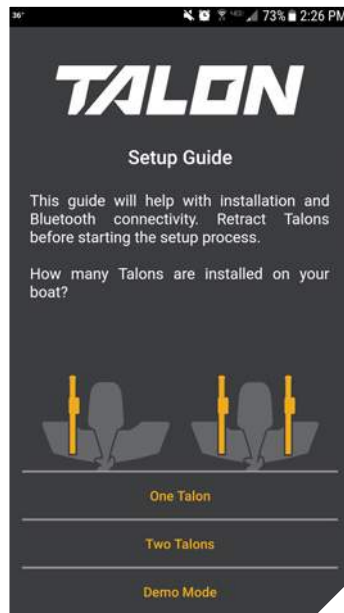 36°
73% 2:26 PM
TALON
Setup Guide
This guide will help with installation and
Bluetooth connectivity. Retract Talons
before starting the setup process.
How many Talons are installed on your
boat?
One Talon
Two Talons
Demo Mode